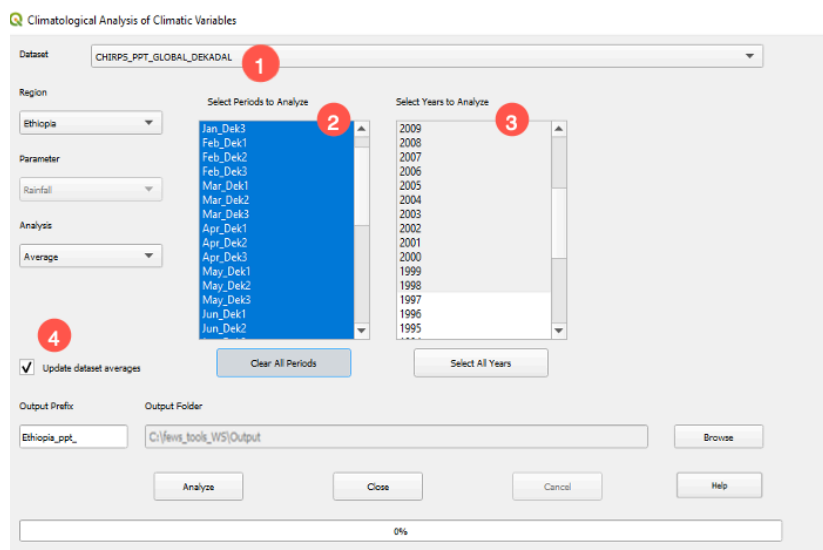 Climatological Analysis of Climatic Variables
Dataset
CHIRPS_PPT_GLOBAL_DEKADAL
1
Region
Ethiopia
Parameter
Rainfall
Analysis
Average
Select Periods to Analyze
2
Jan_Dek3
Feb_Dek1
Feb_Dek2
Feb_Dek3
Mar_Dek1
Mar_Dek2
Mar_Dek3
Apr_Dek1
Apr_Dek2
Apr_Dek3
May_Dek1
May_Dek2
May_Dek3
Jun_Dek1
Jun_Dek2
Clear All Periods
Select Years to Analyze
3
2009
2008
2007
2006
2005
2004
2003
2002
2001
2000
1999
1998
1997
1996
1995
Select All Years
4
Update dataset averages
Output Prefix
Ethiopia_ppt_
Output Folder
C:\fews_tools_WS\Output
Browse
Analyze
Close
Cancel
Help
0%